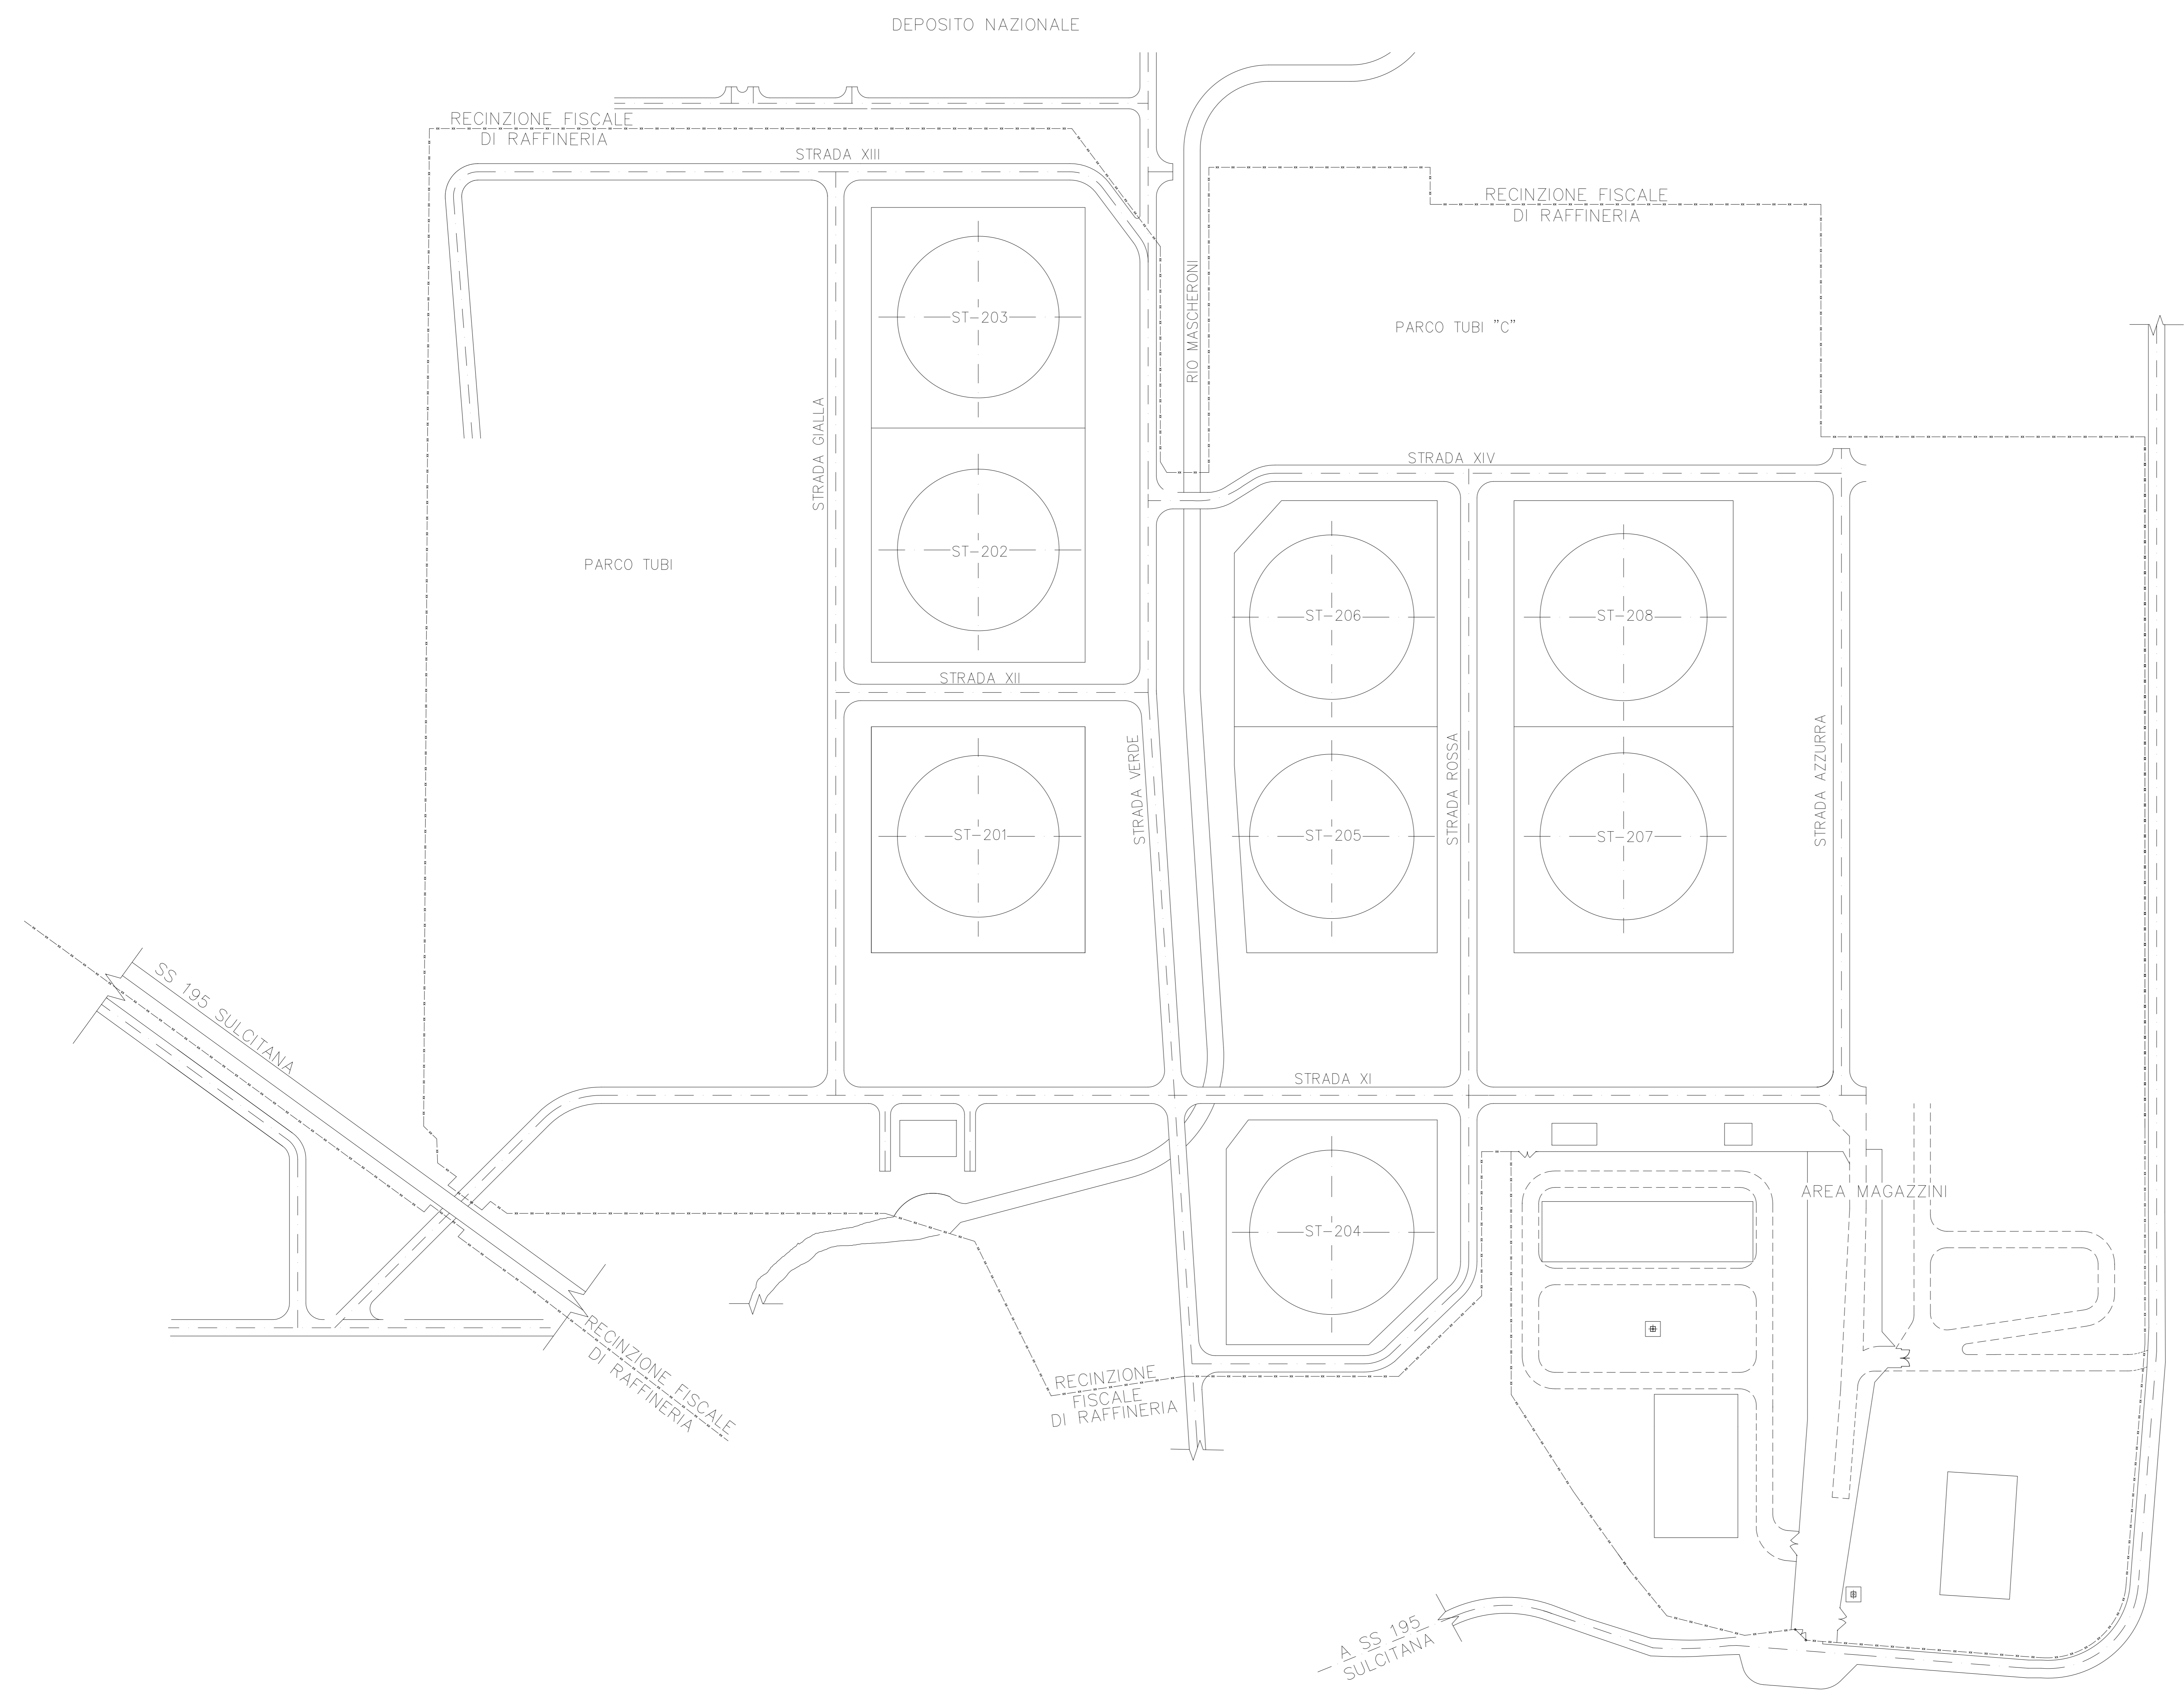 DEPOSITO NAZIONALE
RECINZIONE FISCALE
DI RAFFINERIA
STRADA XIII
RECINZIONE FISCALE
DI RAFFINERIA
ST-203
RIO MASCHERONI
PARCO TUBI "C"
STRADA GIALLA
STRADA XIV
ST-202
PARCO TUBI
ST-206
ST-208
STRADA XII
STRADA VERDE
STRADA ROSSA
STRADA AZZURRA
ST-201
ST-205
ST-207
SS 195 SULCITANA
STRADA XI
AREA MAGAZZINI
ST-204
RECINZIONE FISCALE
DI RAFFINERIA
RECINZIONE
FISCALE
DI RAFFINERIA
A SS 195
SULCITANA